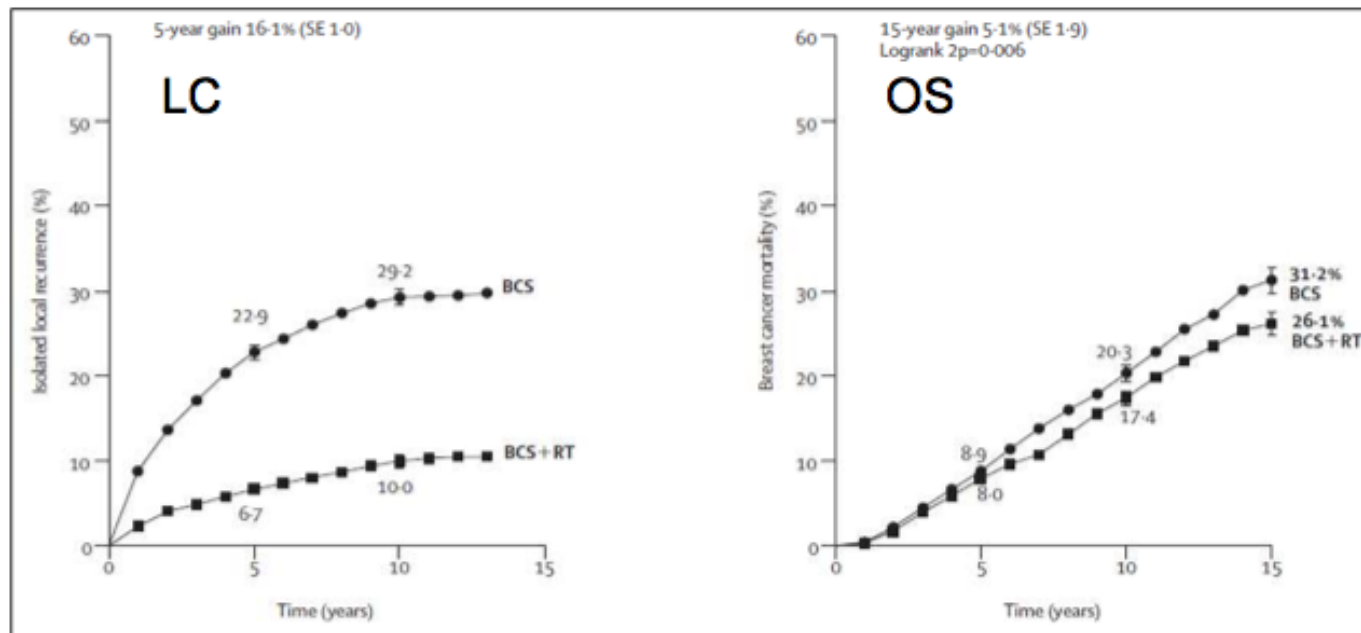 5-year gain 16·1% (SE 1·0)
LC
Isolated local recurrence (%)
60
50
40
30
20
10
0
22·9
29·2
BCS
6·7
10·0
BCS+RT
0
5
10
15
Time (years)
15-year gain 5·1% (SE 1·9)
Logrank 2p=0·006
OS
Breast cancer mortality (%)
60
50
40
30
20
10
0
8·9
20·3
31·2%
BCS
8·0
17·4
26·1%
BCS+RT
0
5
10
15
Time (years)